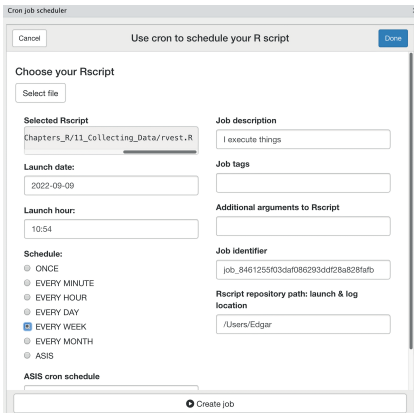 Cron job scheduler
Cancel
Use cron to schedule your R script
Done
Choose your Rscript
Select file
Selected Rscript
Chapters_R/11_Collecting_Data/rvest.R
Launch date:
2022-09-09
Launch hour:
10:54
Schedule:
ONCE
EVERY MINUTE
EVERY HOUR
EVERY DAY
EVERY WEEK
EVERY MONTH
ASIS
ASIS cron schedule
Job description
I execute things
Job tags
Additional arguments to Rscript
Job identifier
job_8461255f03daf086293ddf28a828fafb
Rscript repository path: launch & log
location
/Users/Edgar
Create job